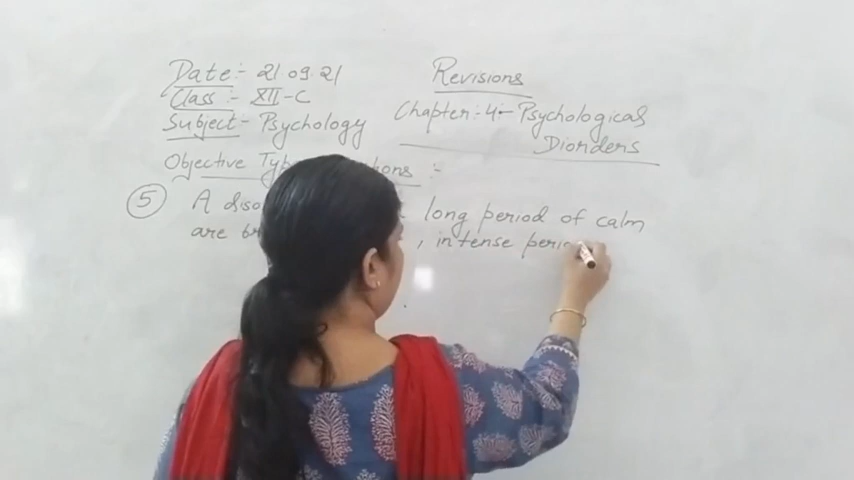 Date:- 21.09.21
Revisions
Class :- XII-C
Chapter:4:- Psychological
Diorders
Subject- Psychology
Objective :-
5 A long period of calm
are , intense